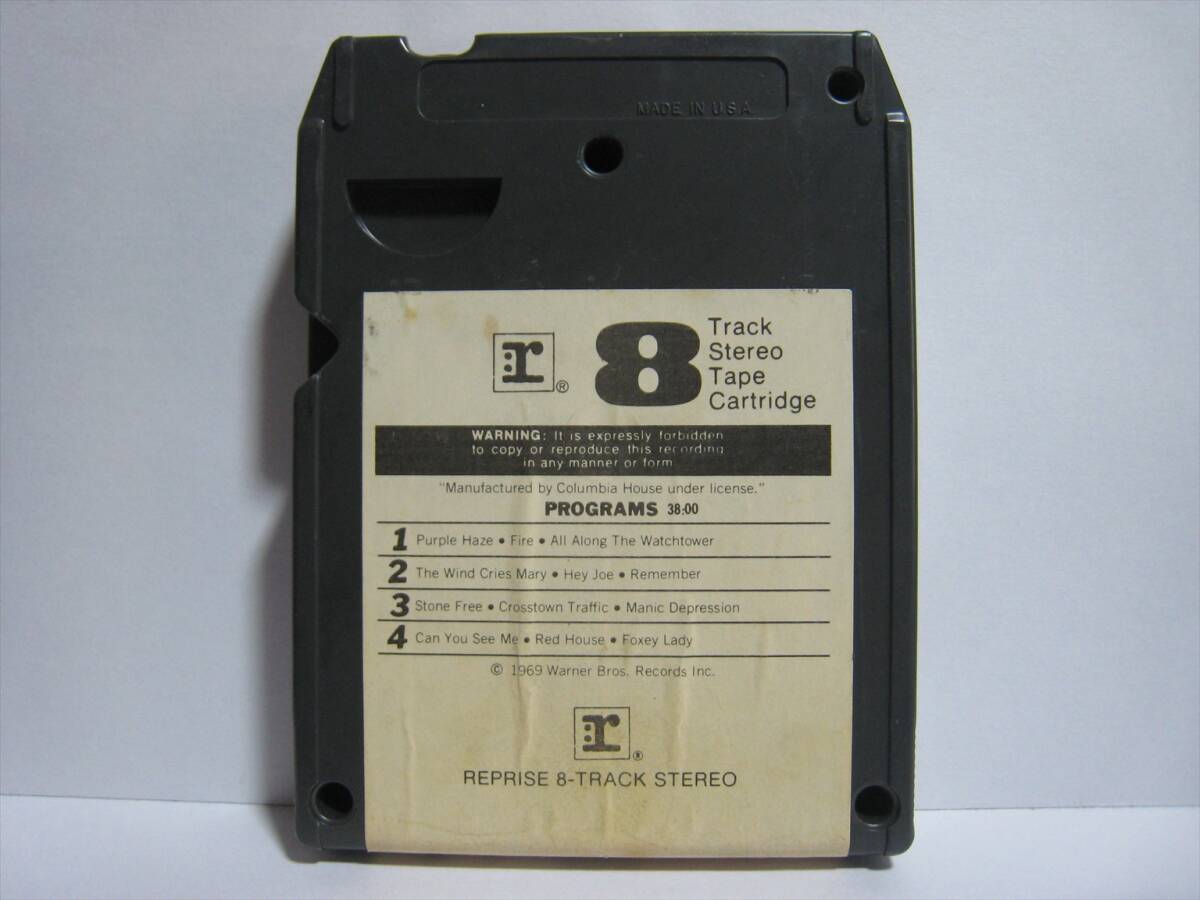 MADE IN U.S.A.
r ®
8 Track
Stereo
Tape
Cartridge
WARNING: It is expressly forbidden
to copy or reproduce this recording
in any manner or form
"Manufactured by Columbia House under license."
PROGRAMS 38:00
1 Purple Haze • Fire • All Along The Watchtower
2 The Wind Cries Mary • Hey Joe • Remember
3 Stone Free • Crosstown Traffic • Manic Depression
4 Can You See Me • Red House • Foxey Lady
© 1969 Warner Bros. Records Inc.
r ®
REPRISE 8-TRACK STEREO